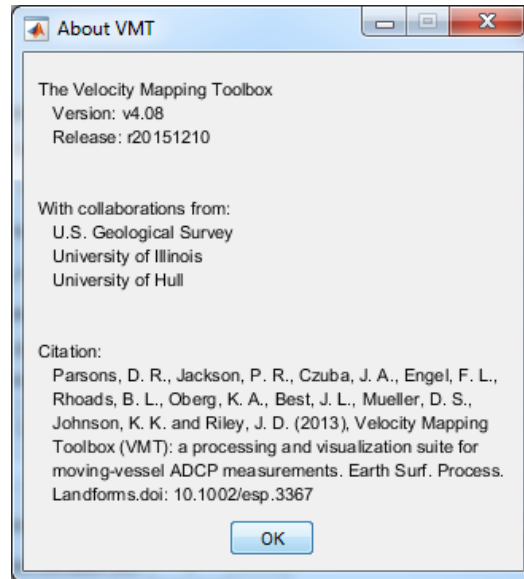 About VMT
The Velocity Mapping Toolbox
Version: v4.08
Release: r20151210
With collaborations from:
U.S. Geological Survey
University of Illinois
University of Hull
Citation:
Parsons, D. R., Jackson, P. R., Czuba, J. A., Engel, F. L.,
Rhoads, B. L., Oberg, K. A., Best, J. L., Mueller, D. S.,
Johnson, K. K. and Riley, J. D. (2013), Velocity Mapping
Toolbox (VMT): a processing and visualization suite for
moving-vessel ADCP measurements. Earth Surf. Process.
Landforms.doi: 10.1002/esp.3367
OK